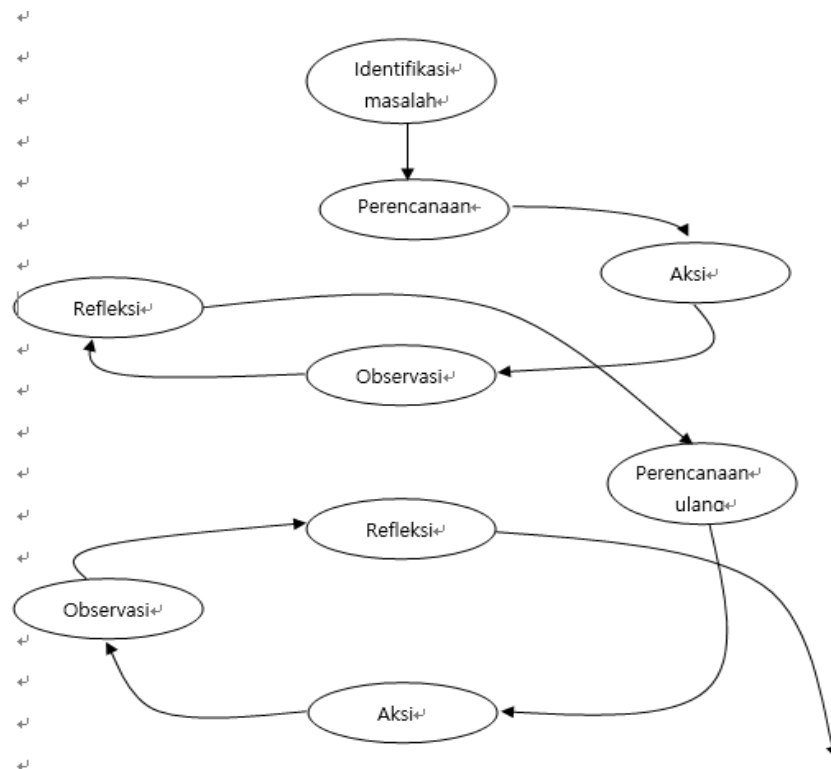 Identifikasi
masalah
Perencanaan
Aksi
Refleksi
Observasi
Perencanaan
ulang
Refleksi
Observasi
Aksi